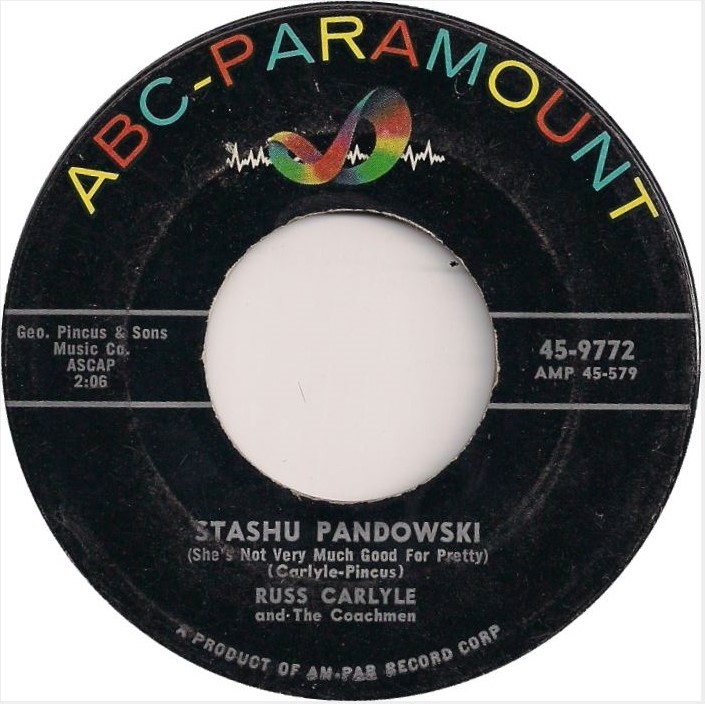 ABC-PARAMOUNT
Geo. Pincus & Sons
Music Co.
ASCAP
2:06
45-9772
AMP 45-579
STASHU PANDOWSKI
(She's Not Very Much Good For Pretty)
(Carlyle-Pincus)
RUSS CARLYLE
and The Coachmen
A PRODUCT OF AM-PAR RECORD CORP